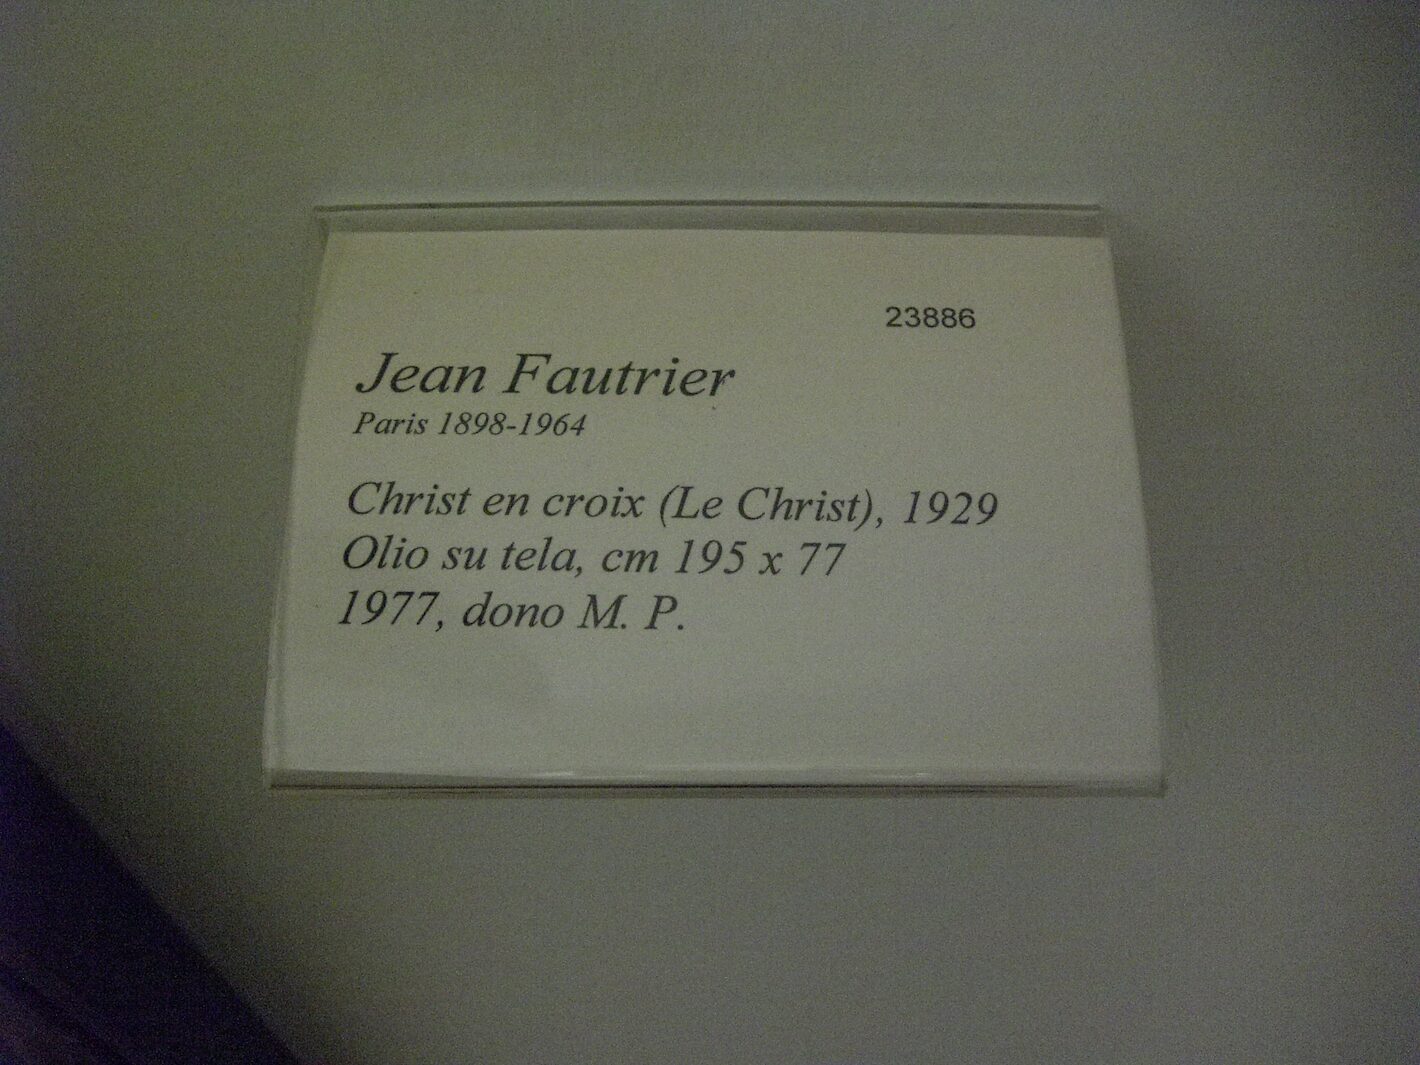 23886
Jean Fautrier
Paris 1898-1964
Christ en croix (Le Christ), 1929
Olio su tela, cm 195 x 77
1977, dono M. P.